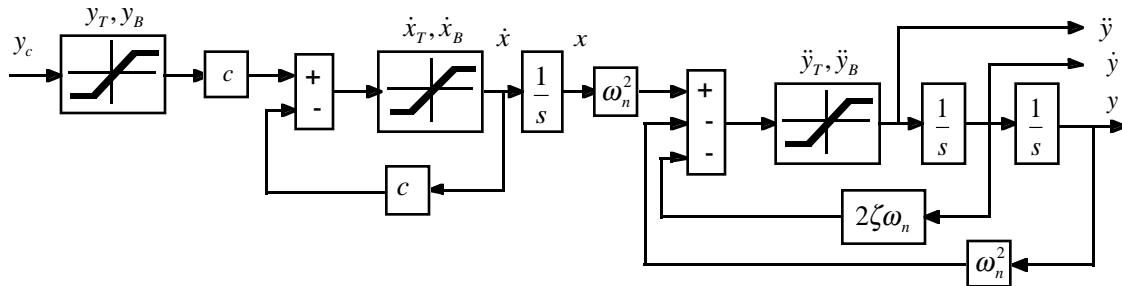 y_c
y_T, y_B
c
+
-
ẋ_T, ẋ_B
ẋ
1/s
x
c
ω_n^2
+
-
-
ÿ_T, ÿ_B
1/s
1/s
ÿ
ẏ
y
2ζω_n
ω_n^2